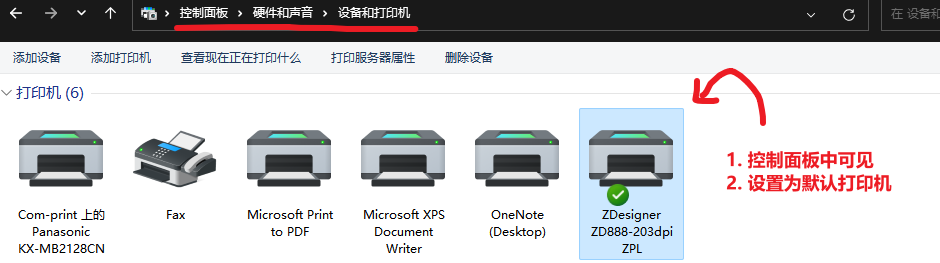 控制面板 > 硬件和声音 > 设备和打印机
在 设备和
添加设备 添加打印机 查看现在正在打印什么 打印服务器属性 删除设备
打印机 (6)
Com-print 上的
Panasonic
KX-MB2128CN
Fax
Microsoft Print
to PDF
Microsoft XPS
Document
Writer
OneNote
(Desktop)
ZDesigner
ZD888-203dpi
ZPL
1. 控制面板中可见
2. 设置为默认打印机